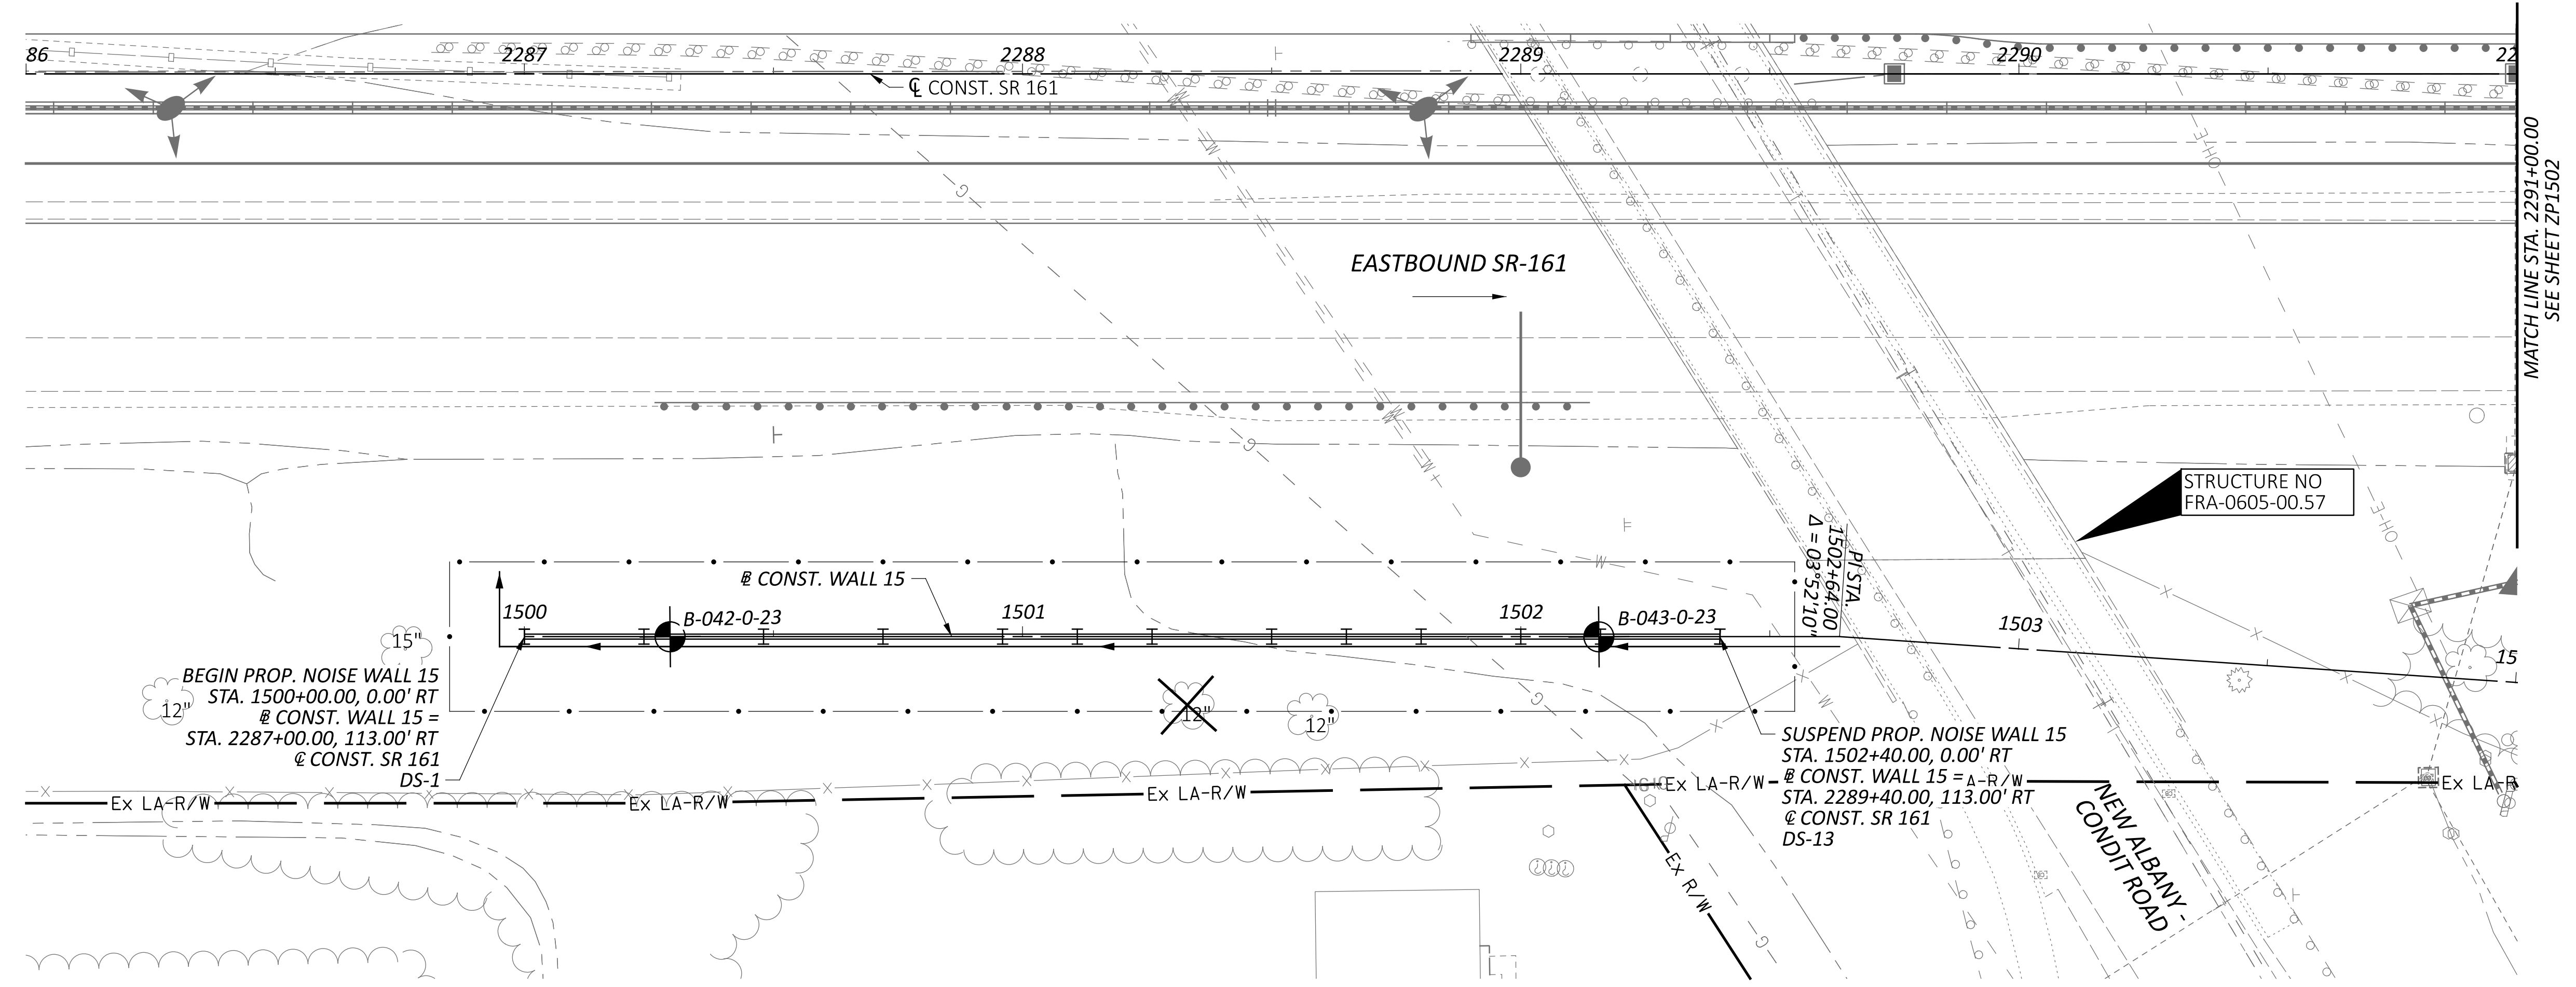 86
2287
2288
2289
2290
22
℄ CONST. SR 161
MATCH LINE STA. 2291+00.00
SEE SHEET ZP1502
EASTBOUND SR-161
STRUCTURE NO
FRA-0605-00.57
PI STA.
1502+64.00
Δ = 03°52'10"
℄ CONST. WALL 15
1500
1501
1502
1503
15
B-042-0-23
B-043-0-23
15"
12"
12"
12"
BEGIN PROP. NOISE WALL 15
STA. 1500+00.00, 0.00' RT
℄ CONST. WALL 15 =
STA. 2287+00.00, 113.00' RT
℄ CONST. SR 161
DS-1
SUSPEND PROP. NOISE WALL 15
STA. 1502+40.00, 0.00' RT
℄ CONST. WALL 15 =
STA. 2289+40.00, 113.00' RT
℄ CONST. SR 161
DS-13
Ex LA-R/W
Ex LA-R/W
Ex LA-R/W
Ex LA-R/W
A-R/W
Ex LA-R
Ex R/W
NEW ALBANY -
CONDIT ROAD
W
W
W
W
W
W
G
G
G
G
OHE
OHE